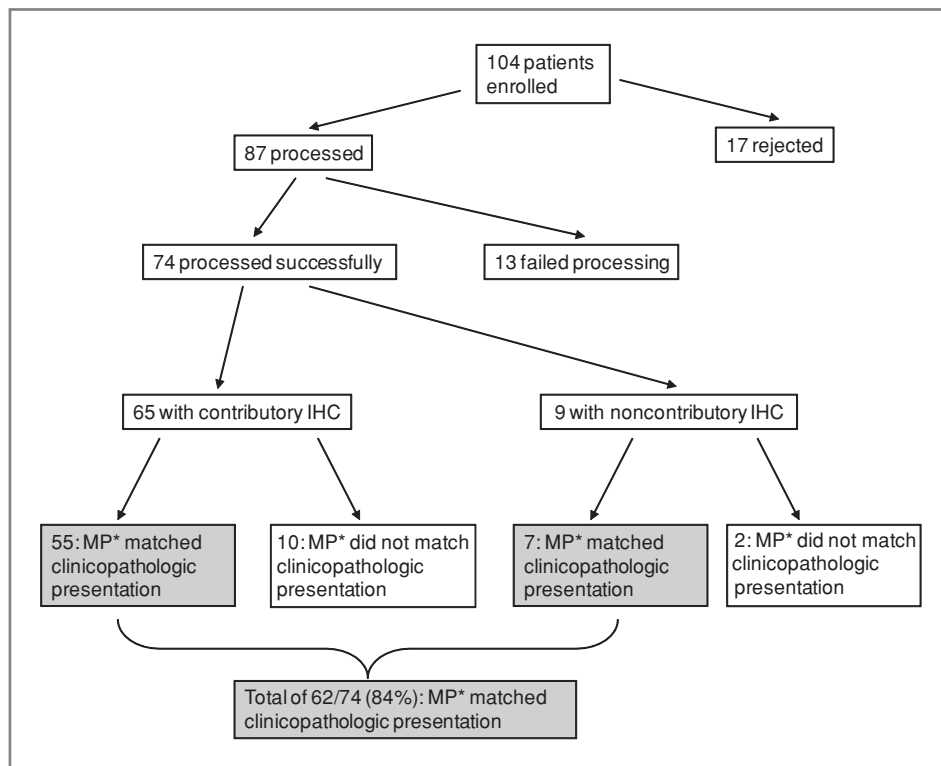 104 patients
enrolled
17 rejected
87 processed
74 processed successfully
13 failed processing
65 with contributory IHC
9 with noncontributory IHC
55: MP* matched
clinicopathologic
presentation
10: MP* did not match
clinicopathologic
presentation
7: MP* matched
clinicopathologic
presentation
2: MP* did not match
clinicopathologic
presentation
Total of 62/74 (84%): MP* matched
clinicopathologic presentation